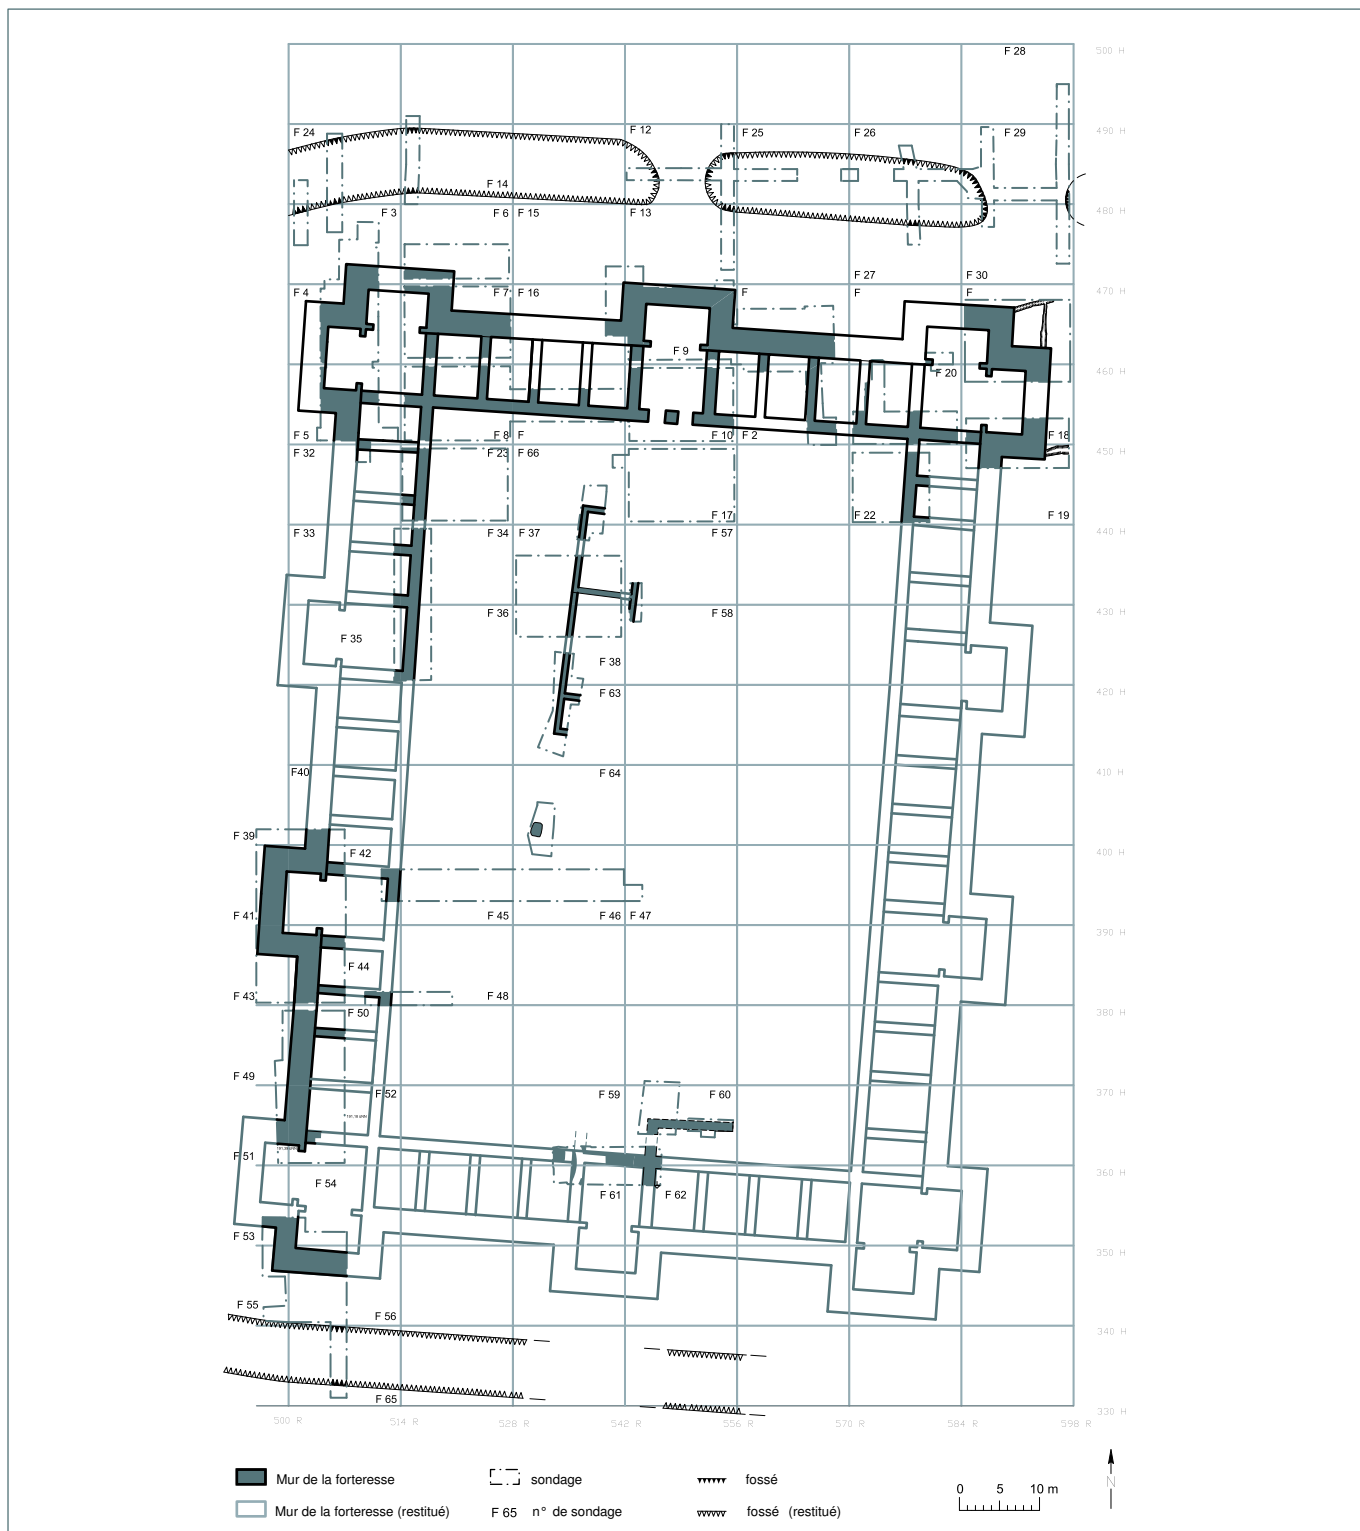 F 28
500 H
F 24
F 12
F 25
F 26
F 29
490 H
F 14
F 3
F 6
F 15
F 13
480 H
F 27
F 30
F 4
F 7
F 16
F
F
F
470 H
F 9
F 20
460 H
F 5
F 8
F
F 10
F 2
F 18
450 H
F 32
F 23
F 66
F 17
F 22
F 19
440 H
F 33
F 34
F 37
F 57
430 H
F 36
F 58
F 35
F 38
F 63
420 H
F40
F 64
410 H
F 39
F 42
400 H
F 41
F 45
F 46
F 47
390 H
F 44
F 43
F 48
380 H
F 50
F 49
F 52
F 59
F 60
370 H
F 51
360 H
F 54
F 61
F 62
F 53
350 H
F 55
F 56
340 H
F 65
330 H
500 R
514 R
528 R
542 R
556 R
570 R
584 R
598 R
Mur de la forteresse
sondage
fossé
Mur de la forteresse (restitué)
F 65 n° de sondage
fossé (restitué)
0 5 10 m
N